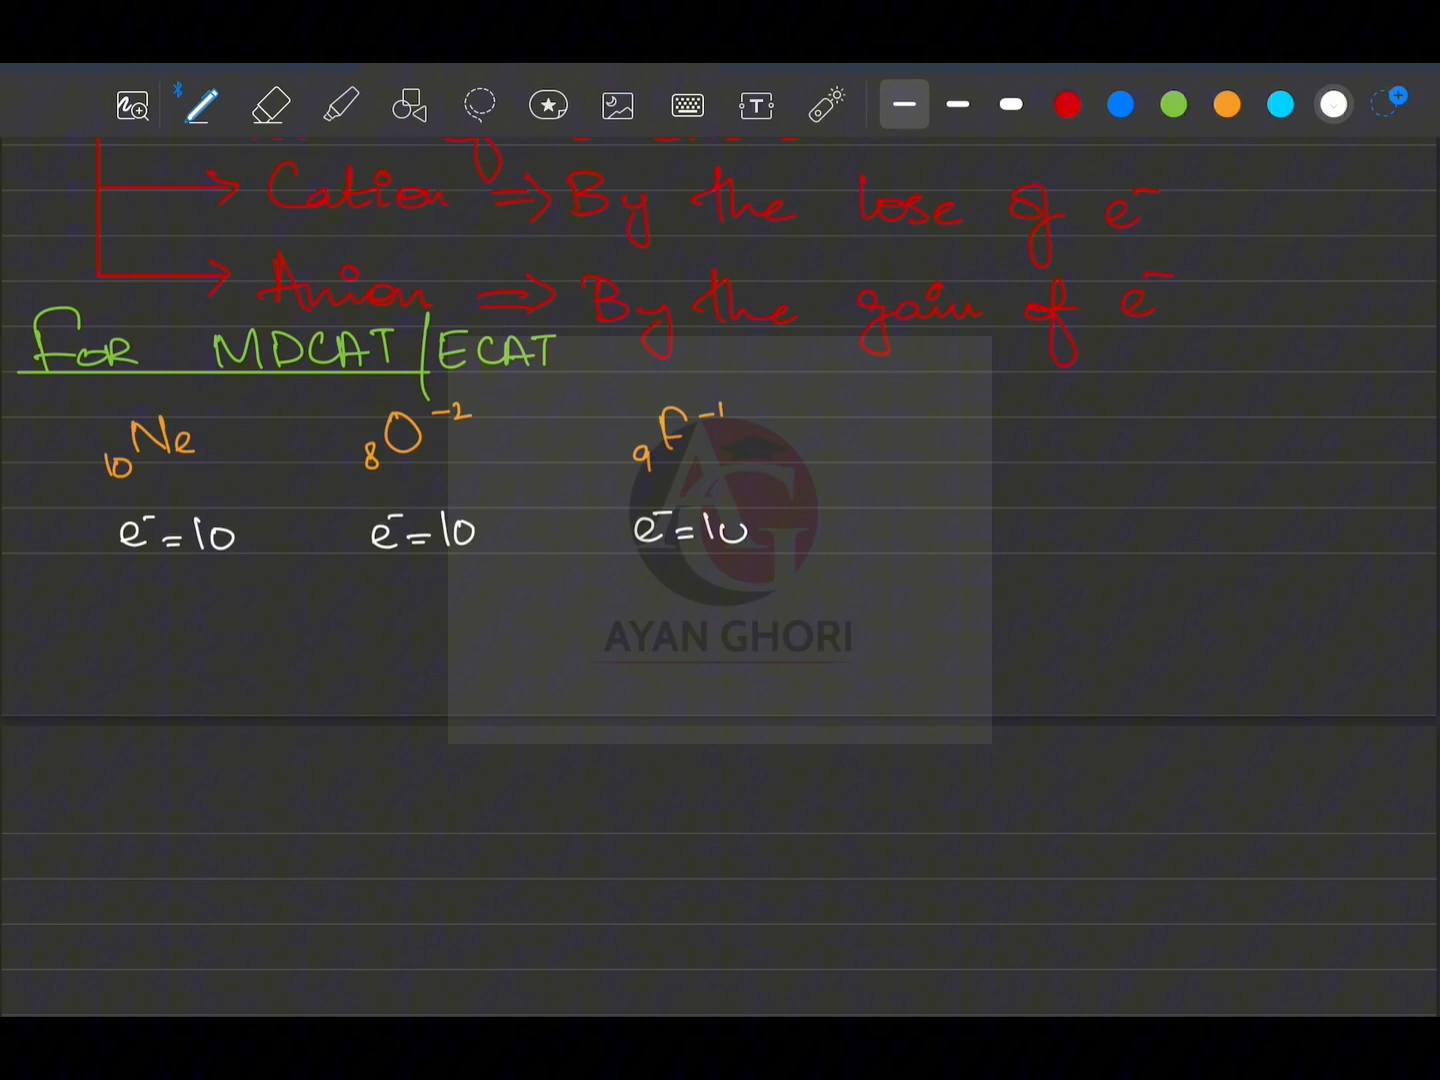 Cation ⇒ By the lose of e⁻
Anion ⇒ By the gain of e⁻
FOR MDCAT/ECAT
₁₀Ne ₈O⁻² ₉F⁻¹
e⁻=10 e⁻=10 e⁻=10
AG
AYAN GHORI